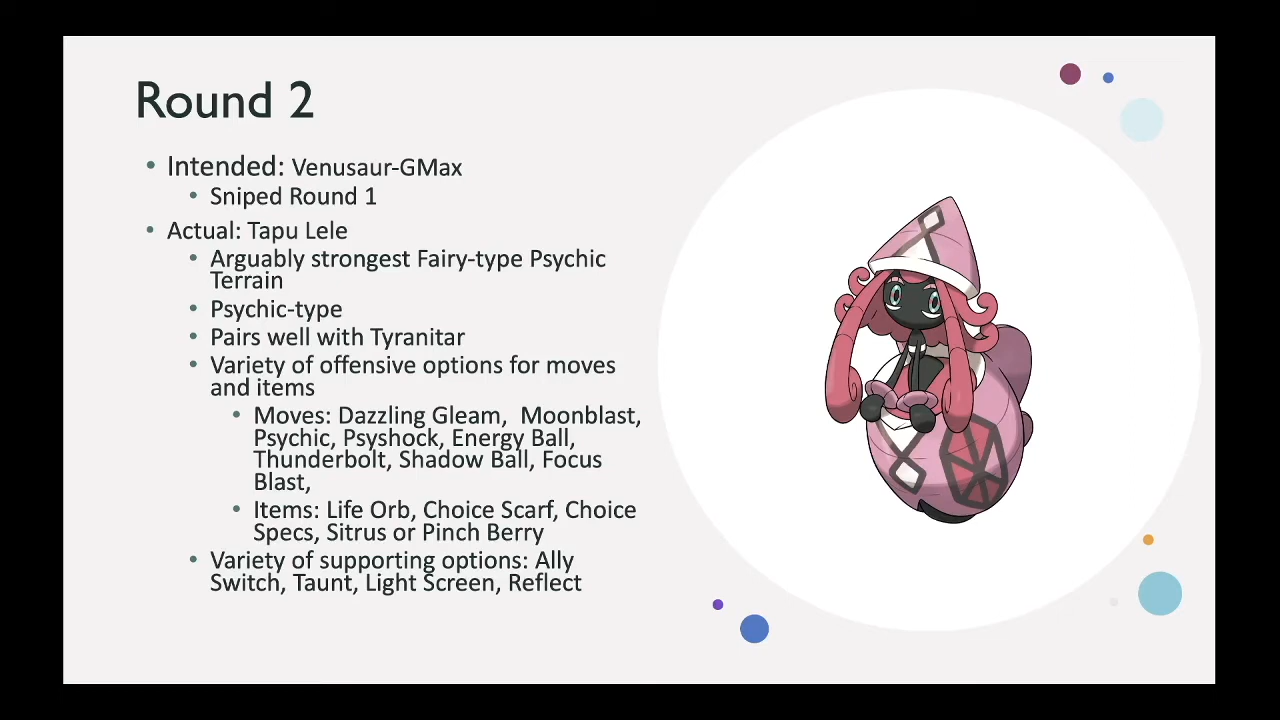 Round 2
• Intended: Venusaur-GMax
• Sniped Round 1
• Actual: Tapu Lele
• Arguably strongest Fairy-type Psychic
Terrain
• Psychic-type
• Pairs well with Tyranitar
• Variety of offensive options for moves
and items
• Moves: Dazzling Gleam,  Moonblast,
Psychic, Psyshock, Energy Ball,
Thunderbolt, Shadow Ball, Focus
Blast,
• Items: Life Orb, Choice Scarf, Choice
Specs, Sitrus or Pinch Berry
• Variety of supporting options: Ally
Switch, Taunt, Light Screen, Reflect